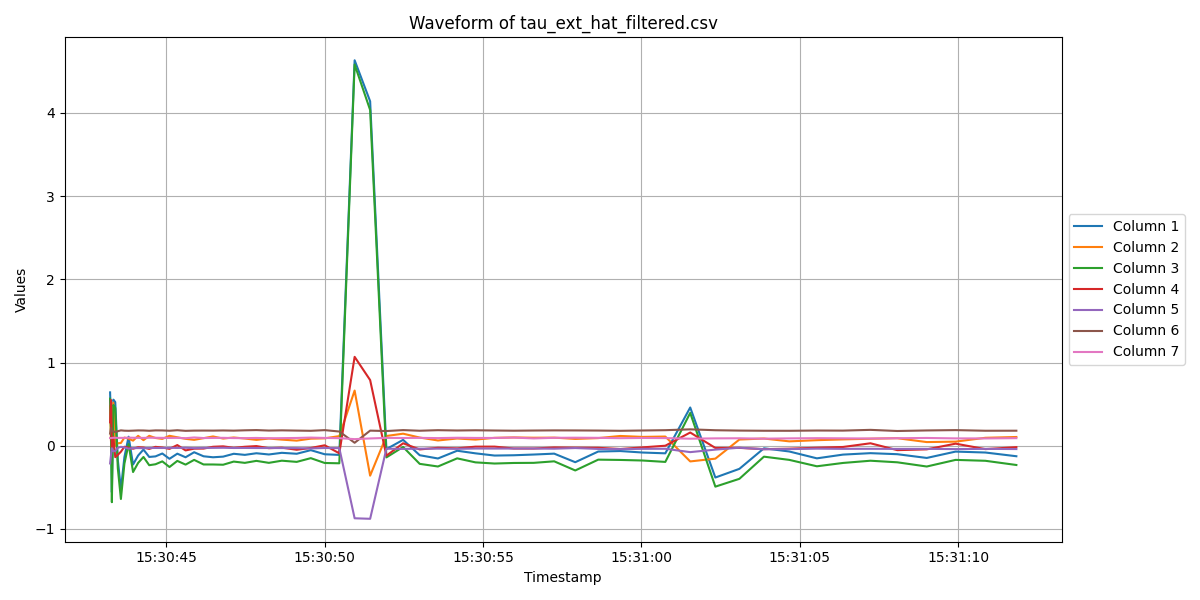 Waveform of tau_ext_hat_filtered.csv
Values
4
3
2
1
0
−1
15:30:45
15:30:50
15:30:55
15:31:00
15:31:05
15:31:10
Timestamp
Column 1
Column 2
Column 3
Column 4
Column 5
Column 6
Column 7